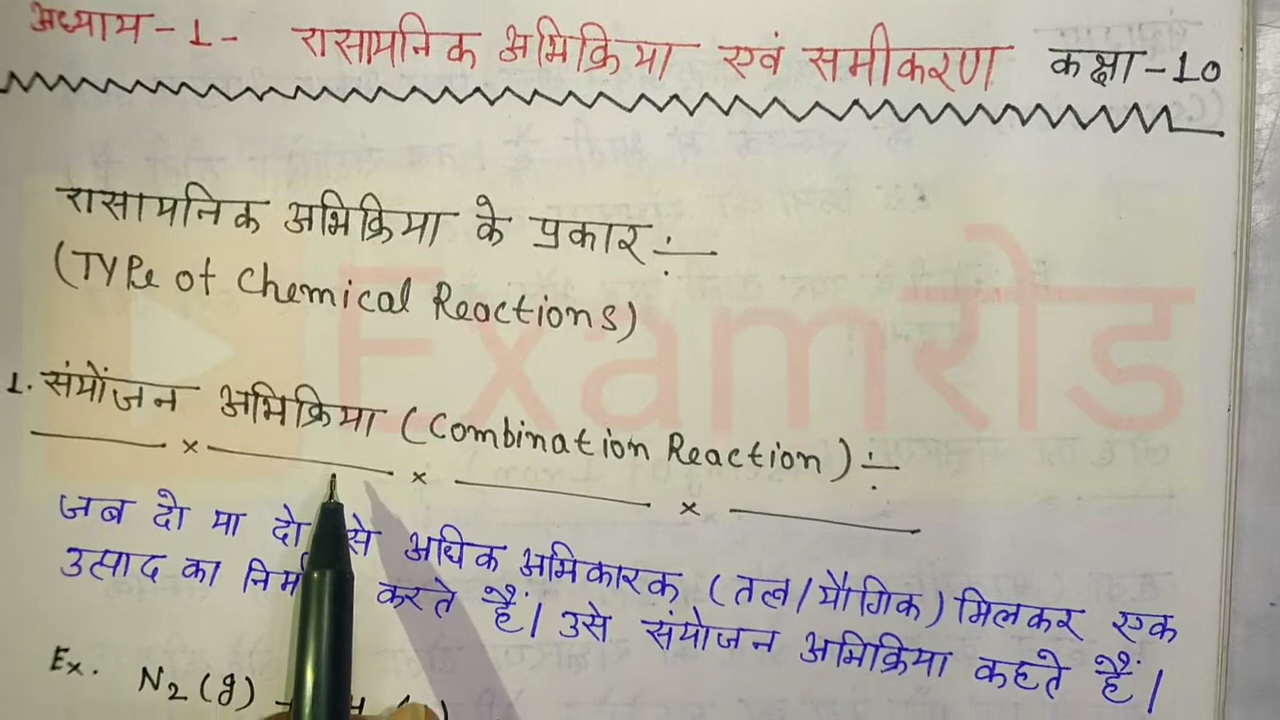 अध्याय - 1 - रासायनिक अभिक्रिया एवं समीकरण कक्षा - 10
रासायनिक अभिक्रिया के प्रकार :-
(Type of Chemical Reactions)
1. संयोंजन अभिक्रिया (Combination Reaction) :-
जब दो या दो से अधिक अभिकारक (तत्व/यौगिक) मिलकर एक
उत्पाद का करते हैं। उसे संयोजन अभिक्रिया कहते हैं।
Ex. N2 (g)
Examरोड